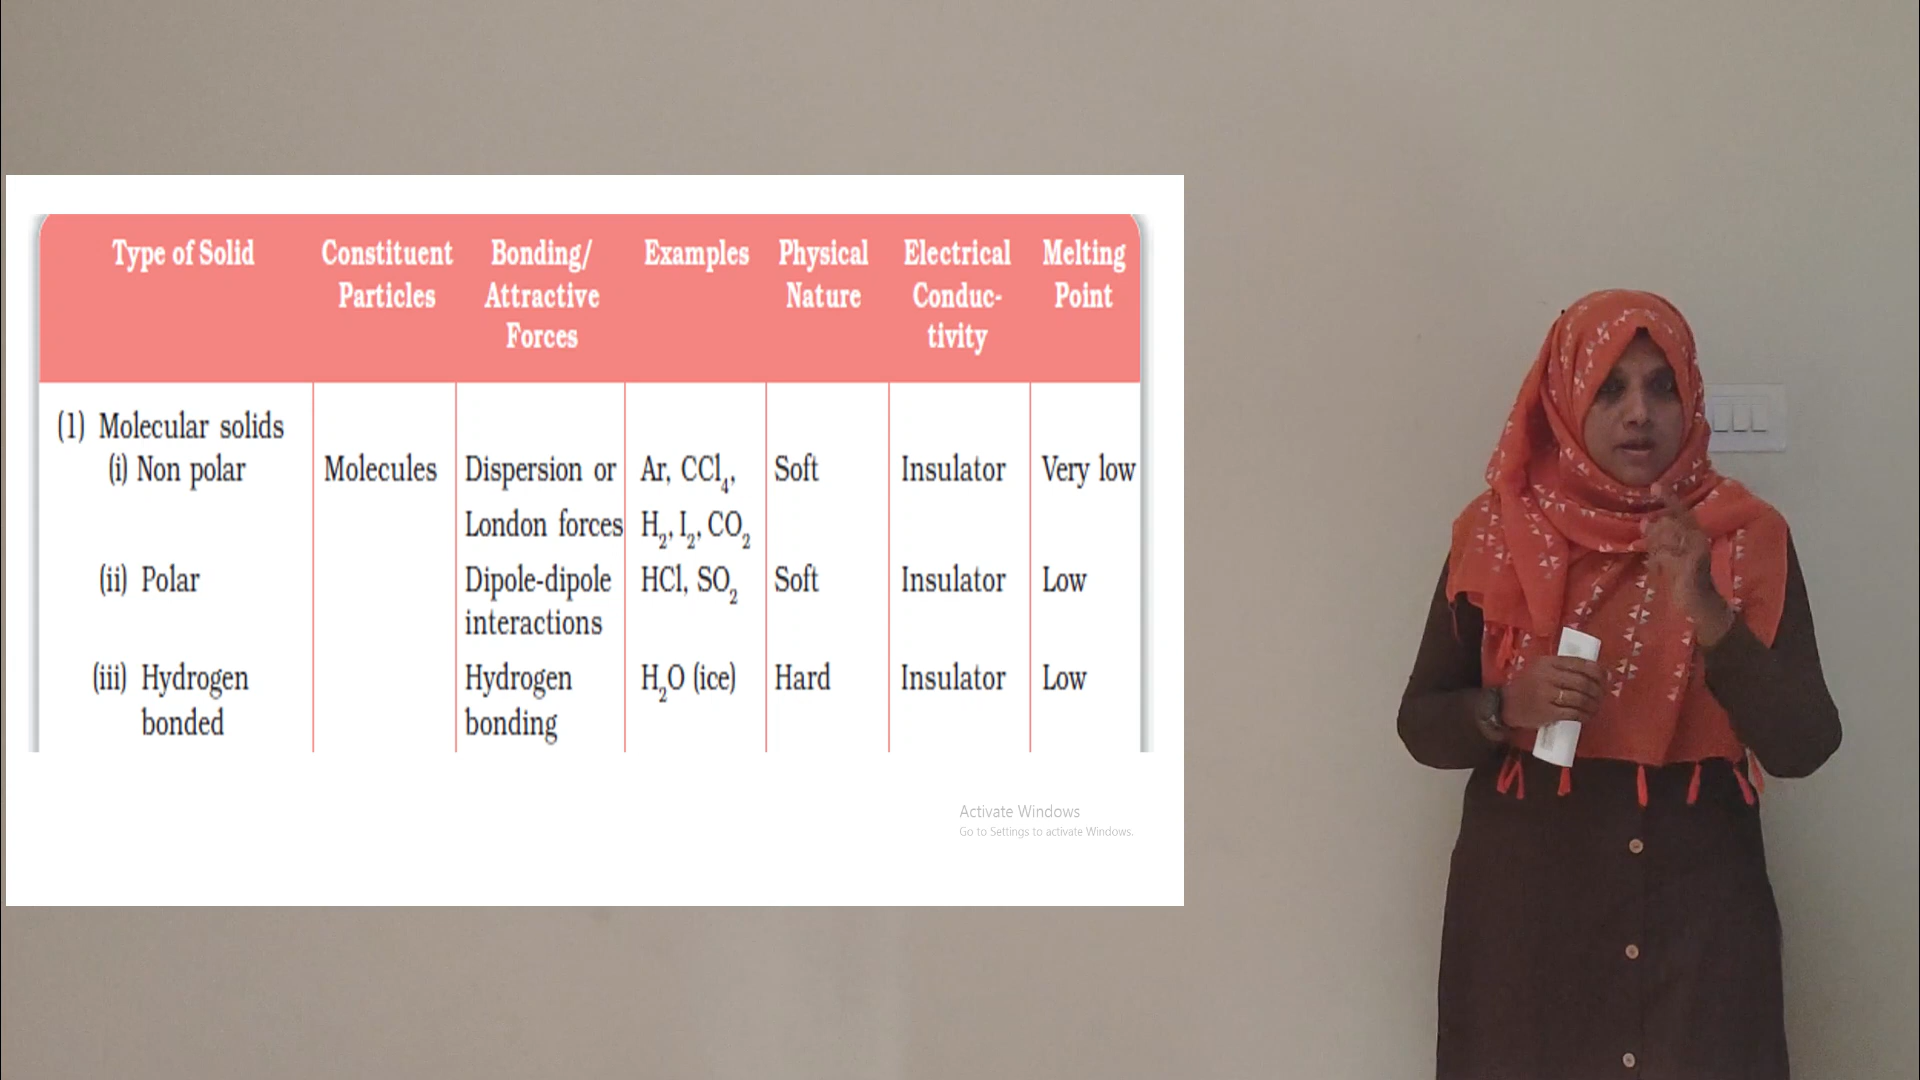 Type of Solid Constituent Bonding/ Examples Physical Electrical Melting
Particles Attractive Nature Conduc- Point
Forces tivity
(1) Molecular solids
(i) Non polar Molecules Dispersion or Ar, CCl₄, Soft Insulator Very low
London forces H₂, I₂, CO₂
(ii) Polar Dipole-dipole HCl, SO₂ Soft Insulator Low
interactions
(iii) Hydrogen Hydrogen H₂O (ice) Hard Insulator Low
bonded bonding
Activate Windows
Go to Settings to activate Windows.